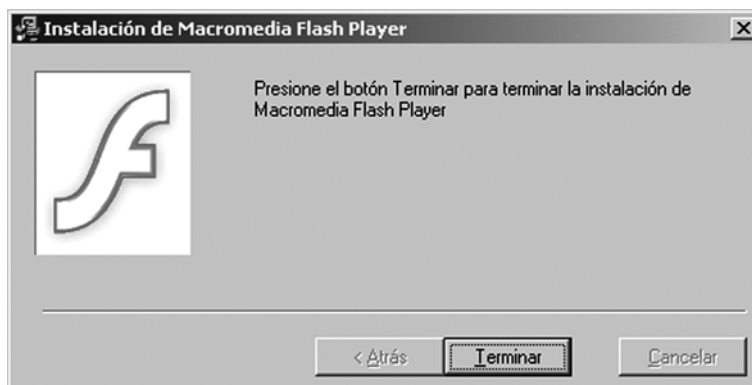 Instalación de Macromedia Flash Player
Presione el botón Terminar para terminar la instalación de
Macromedia Flash Player
< Atrás
Terminar
Cancelar